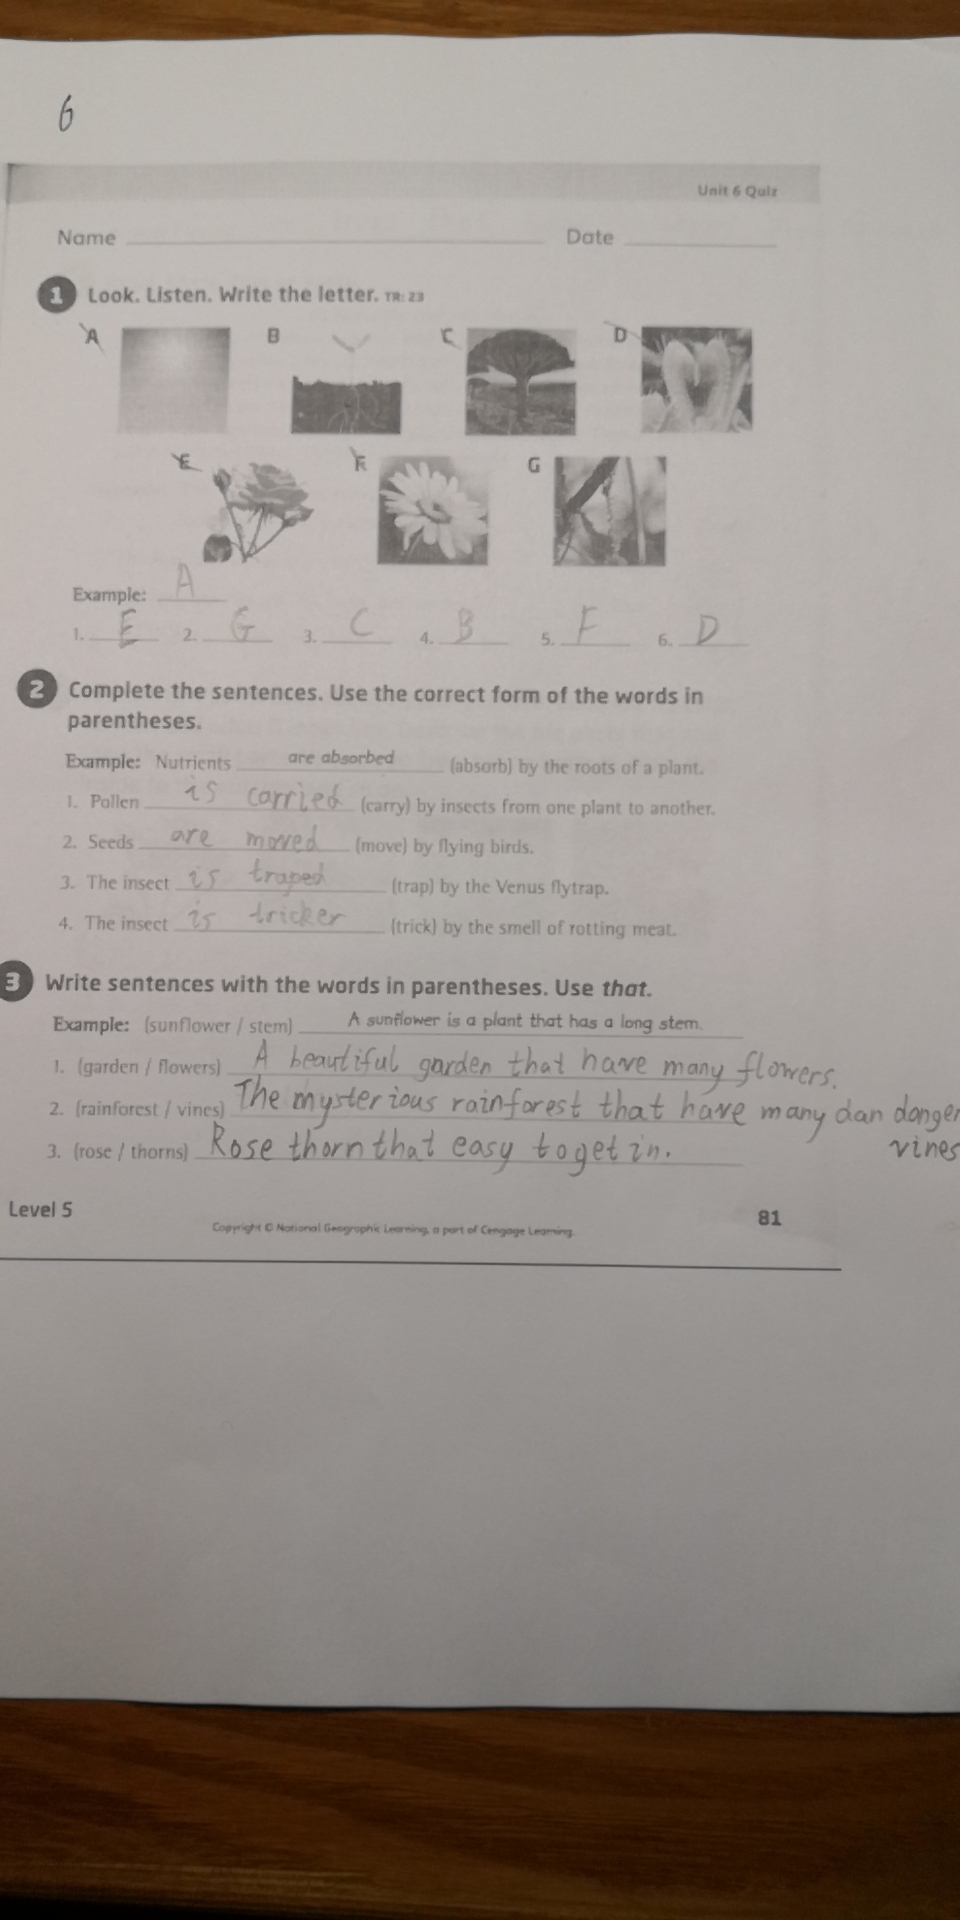 6
Unit 6 Quiz
Name Date
1 Look. Listen. Write the letter. TR: 23
A B C D
E F G
Example: A
1. E 2. G 3. C 4. B 5. F 6. D
2 Complete the sentences. Use the correct form of the words in
parentheses.
Example: Nutrients are absorbed (absorb) by the roots of a plant.
1. Pollen is carried (carry) by insects from one plant to another.
2. Seeds are moved (move) by flying birds.
3. The insect is traped (trap) by the Venus flytrap.
4. The insect is tricker (trick) by the smell of rotting meat.
3 Write sentences with the words in parentheses. Use that.
Example: (sunflower / stem) A sunflower is a plant that has a long stem.
1. (garden / flowers) A beautiful garden that have many flowers.
2. (rainforest / vines) The mysterious rainforest that have many dan danger
vines
3. (rose / thorns) Rose thorn that easy to get in.
Level 5
Copyright © National Geographic Learning, a part of Cengage Learning
81